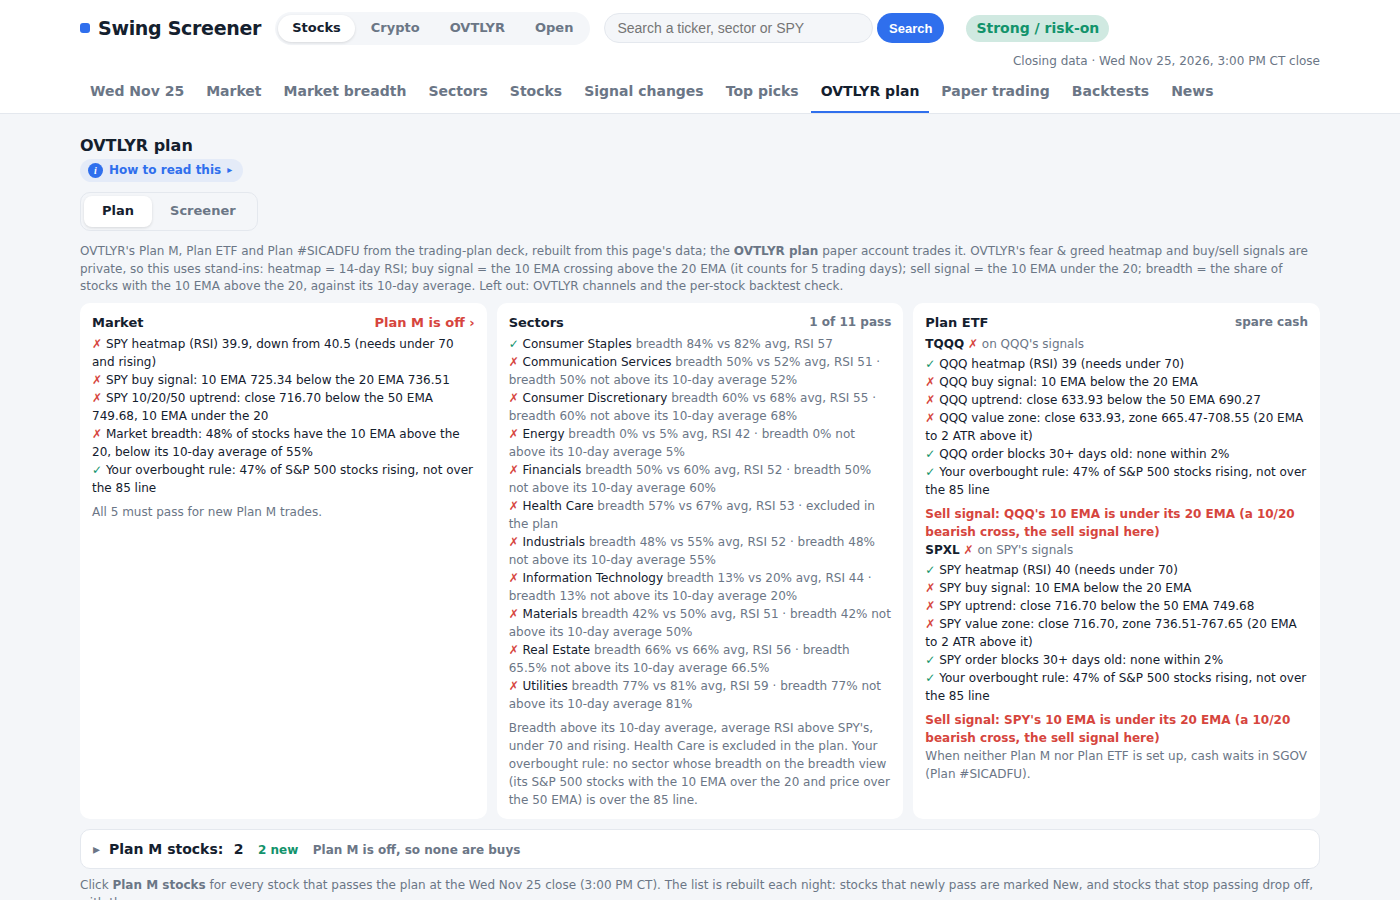 Swing Screener
Stocks Crypto OVTLYR Open
Search a ticker, sector or SPY
Search
Strong / risk-on
Closing data · Wed Nov 25, 2026, 3:00 PM CT close
Wed Nov 25 Market Market breadth Sectors Stocks Signal changes Top picks OVTLYR plan Paper trading Backtests News
OVTLYR plan
i How to read this ▸
Plan Screener
OVTLYR's Plan M, Plan ETF and Plan #SICADFU from the trading-plan deck, rebuilt from this page's data; the OVTLYR plan paper account trades it. OVTLYR's fear & greed heatmap and buy/sell signals are
private, so this uses stand-ins: heatmap = 14-day RSI; buy signal = the 10 EMA crossing above the 20 EMA (it counts for 5 trading days); sell signal = the 10 EMA under the 20; breadth = the share of
stocks with the 10 EMA above the 20, against its 10-day average. Left out: OVTLYR channels and the per-stock backtest check.
Market Plan M is off ›
✗ SPY heatmap (RSI) 39.9, down from 40.5 (needs under 70
and rising)
✗ SPY buy signal: 10 EMA 725.34 below the 20 EMA 736.51
✗ SPY 10/20/50 uptrend: close 716.70 below the 50 EMA
749.68, 10 EMA under the 20
✗ Market breadth: 48% of stocks have the 10 EMA above the
20, below its 10-day average of 55%
✓ Your overbought rule: 47% of S&P 500 stocks rising, not over
the 85 line
All 5 must pass for new Plan M trades.
Sectors 1 of 11 pass
✓ Consumer Staples breadth 84% vs 82% avg, RSI 57
✗ Communication Services breadth 50% vs 52% avg, RSI 51 ·
breadth 50% not above its 10-day average 52%
✗ Consumer Discretionary breadth 60% vs 68% avg, RSI 55 ·
breadth 60% not above its 10-day average 68%
✗ Energy breadth 0% vs 5% avg, RSI 42 · breadth 0% not
above its 10-day average 5%
✗ Financials breadth 50% vs 60% avg, RSI 52 · breadth 50%
not above its 10-day average 60%
✗ Health Care breadth 57% vs 67% avg, RSI 53 · excluded in
the plan
✗ Industrials breadth 48% vs 55% avg, RSI 52 · breadth 48%
not above its 10-day average 55%
✗ Information Technology breadth 13% vs 20% avg, RSI 44 ·
breadth 13% not above its 10-day average 20%
✗ Materials breadth 42% vs 50% avg, RSI 51 · breadth 42% not
above its 10-day average 50%
✗ Real Estate breadth 66% vs 66% avg, RSI 56 · breadth
65.5% not above its 10-day average 66.5%
✗ Utilities breadth 77% vs 81% avg, RSI 59 · breadth 77% not
above its 10-day average 81%
Breadth above its 10-day average, average RSI above SPY's,
under 70 and rising. Health Care is excluded in the plan. Your
overbought rule: no sector whose breadth on the breadth view
(its S&P 500 stocks with the 10 EMA over the 20 and price over
the 50 EMA) is over the 85 line.
Plan ETF spare cash
TQQQ ✗ on QQQ's signals
✓ QQQ heatmap (RSI) 39 (needs under 70)
✗ QQQ buy signal: 10 EMA below the 20 EMA
✗ QQQ uptrend: close 633.93 below the 50 EMA 690.27
✗ QQQ value zone: close 633.93, zone 665.47-708.55 (20 EMA
to 2 ATR above it)
✓ QQQ order blocks 30+ days old: none within 2%
✓ Your overbought rule: 47% of S&P 500 stocks rising, not over
the 85 line
Sell signal: QQQ's 10 EMA is under its 20 EMA (a 10/20
bearish cross, the sell signal here)
SPXL ✗ on SPY's signals
✓ SPY heatmap (RSI) 40 (needs under 70)
✗ SPY buy signal: 10 EMA below the 20 EMA
✗ SPY uptrend: close 716.70 below the 50 EMA 749.68
✗ SPY value zone: close 716.70, zone 736.51-767.65 (20 EMA
to 2 ATR above it)
✓ SPY order blocks 30+ days old: none within 2%
✓ Your overbought rule: 47% of S&P 500 stocks rising, not over
the 85 line
Sell signal: SPY's 10 EMA is under its 20 EMA (a 10/20
bearish cross, the sell signal here)
When neither Plan M nor Plan ETF is set up, cash waits in SGOV
(Plan #SICADFU).
▸ Plan M stocks: 2 2 new Plan M is off, so none are buys
Click Plan M stocks for every stock that passes the plan at the Wed Nov 25 close (3:00 PM CT). The list is rebuilt each night: stocks that newly pass are marked New, and stocks that stop passing drop off,